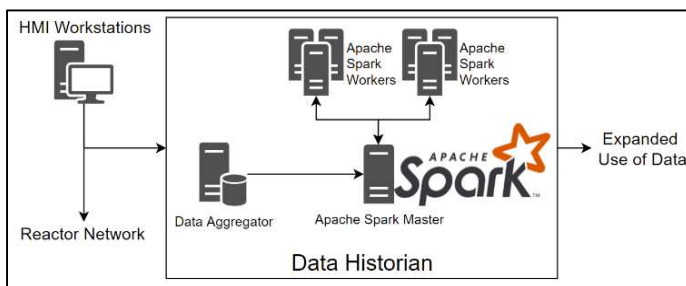 HMI Workstations
Apache
Spark
Workers
Apache
Spark
Workers
APACHE
Spark™
Expanded
Use of Data
Data Aggregator
Apache Spark Master
Reactor Network
Data Historian